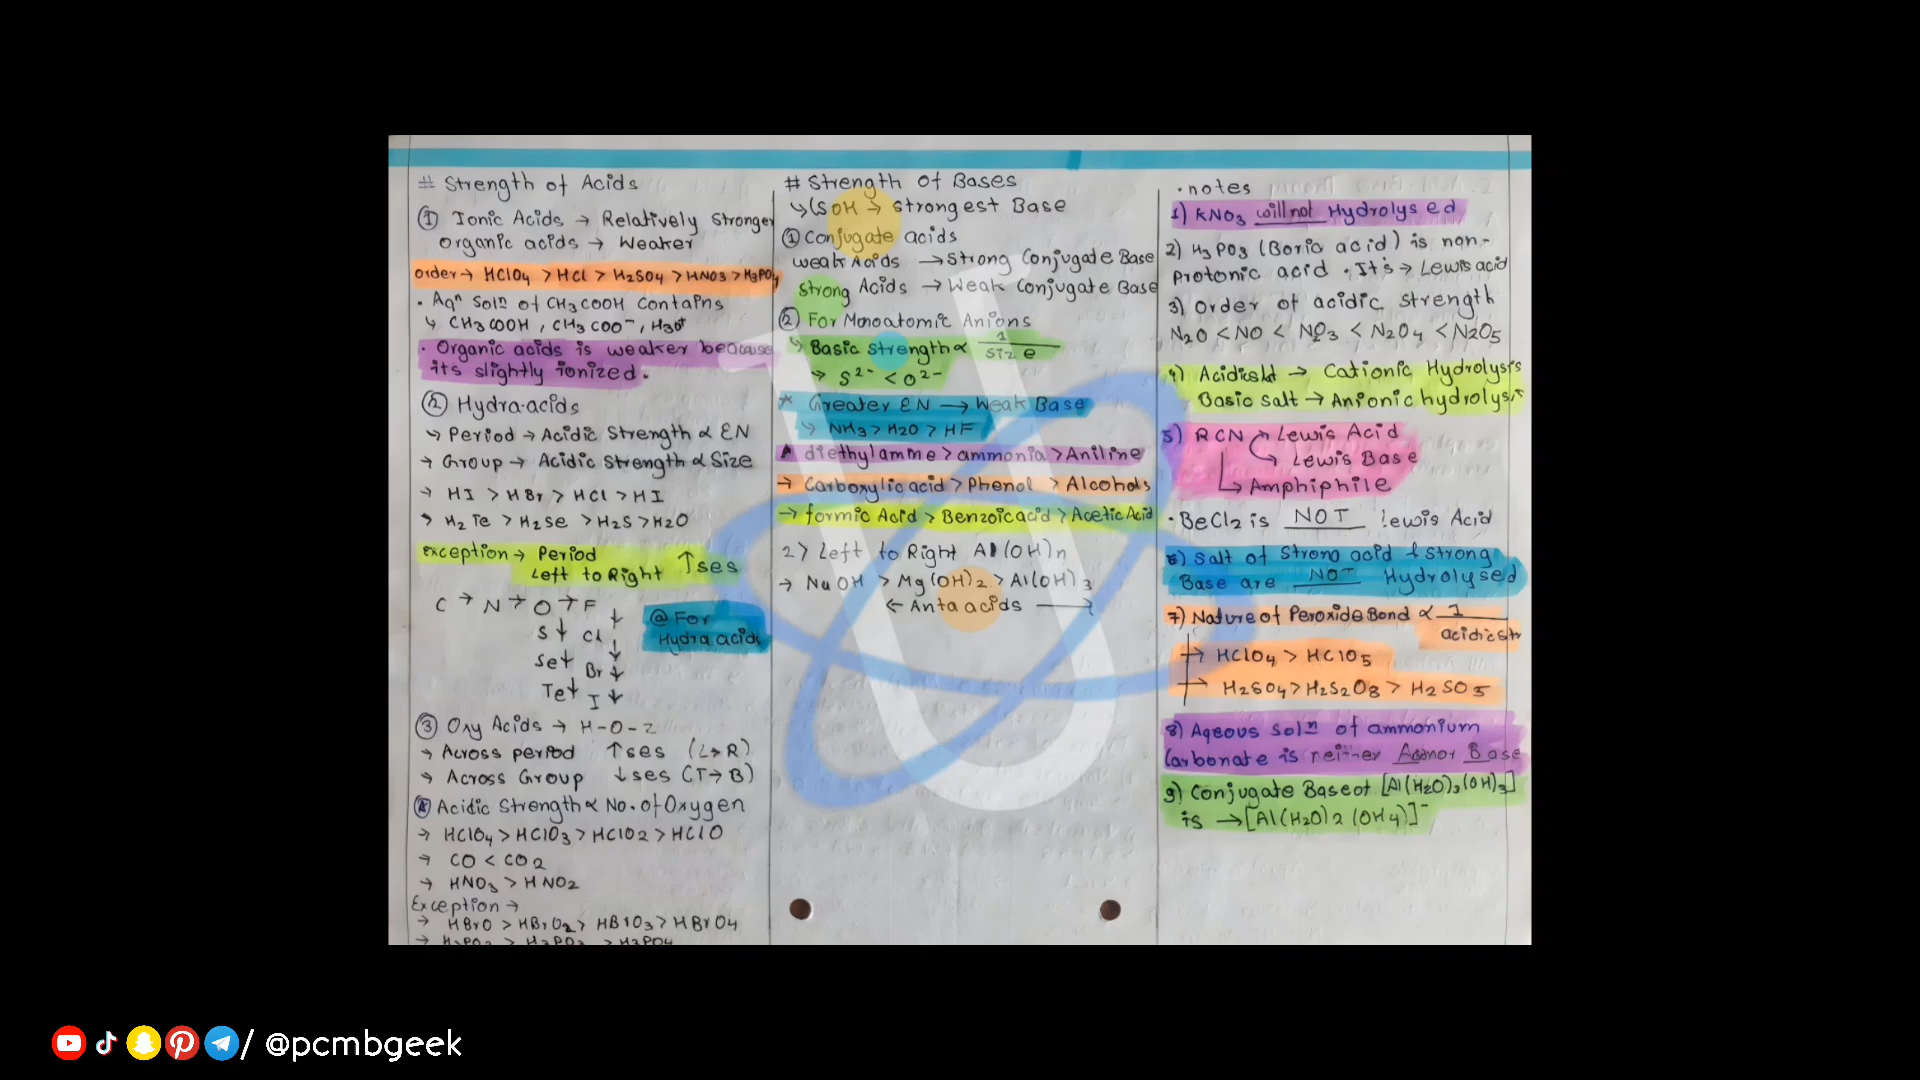 # Strength of Acids
① Ionic Acids → Relatively Stronger
Organic acids → Weaker
Order → HClO4 > HCl > H2SO4 > HNO3 > H3PO4
• Aqⁿ Solⁿ of CH3COOH Contains
↳ CH3COOH, CH3COO⁻, H3O⁺
• Organic acids is weaker because
its slightly ionized.
② Hydra-acids
↳ Period → Acidic Strength ∝ EN
→ Group → Acidic Strength ∝ Size
→ HI > HBr > HCl > HI
→ H2Te > H2Se > H2S > H2O
Exception → Period
Left to Right ↑ses
C → N → O → F ↓
S↓ Cl ↓
Se↓ Br ↓
Te↓ I ↓
@ For
Hydra acids
③ Oxy Acids → H-O-Z
→ Across period ↑ses (L→R)
→ Across Group ↓ses (T→B)
Acidic Strength ∝ No. of Oxygen
→ HClO4 > HClO3 > HClO2 > HClO
→ CO < CO2
→ HNO3 > HNO2
Exception →
→ HBrO > HBrO2 > HBrO3 > HBrO4
# Strength of Bases
↳ CSOH → Strongest Base
① Conjugate acids
weak Acids → Strong Conjugate Base
Strong Acids → Weak Conjugate Base
② For Monoatomic Anions
↳ Basic Strength ∝ 1/size
→ S²⁻ < O²⁻
* Greater EN → Weak Base
↳ NH3 > H2O > HF
diethylamme > ammonia > Aniline
→ Carboxylic acid > Phenol > Alcohols
→ formic Acid > Benzoic acid > Acetic Acid
2> Left to Right Al(OH)n
→ NaOH > Mg(OH)2 > Al(OH)3
← Anta acids →
• notes
1) KNO3 will not Hydrolysed
2) H3PO3 (Boric acid) is non-
protonic acid • It's → Lewis acid
3) Order of acidic strength
N2O < NO < NO3 < N2O4 < N2O5
4) Acidic salt → Cationic Hydrolysis
Basic salt → Anionic hydrolysis
5) RCN → Lewis Acid
→ Lewis Base
→ Amphiphile
• BeCl2 is NOT Lewis Acid
6) Salt of Strong acid & Strong
Base are NOT Hydrolysed
7) Nature of Peroxide Bond ∝ 1/acidic str
→ HClO4 > HClO5
→ H2SO4 > H2S2O8 > H2SO5
8) Aqeous Solⁿ of ammonium
Carbonate is neither A nor Base
9) Conjugate Base of [Al(H2O)3(OH)3]
is → [Al(H2O)2(OH4)]⁻
/ @pcmbgeek